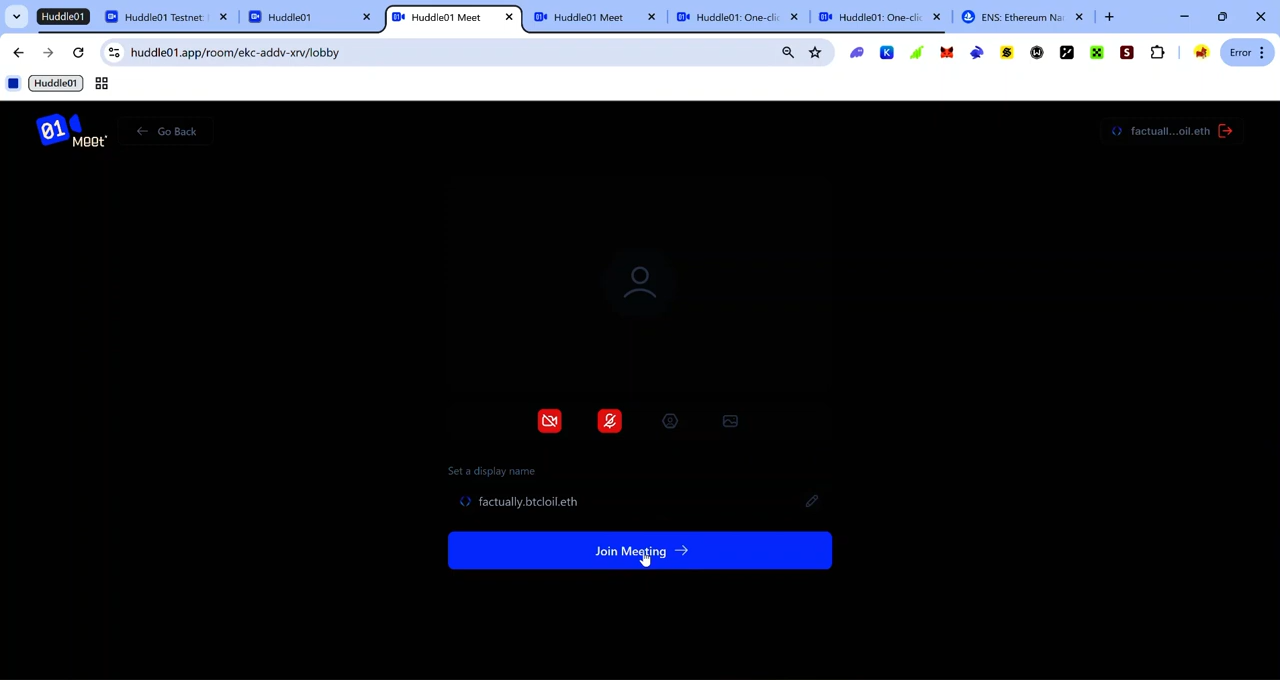 Huddle01
Huddle01 Testnet:
Huddle01
Huddle01 Meet
Huddle01 Meet
Huddle01: One-clic
Huddle01: One-clic
ENS: Ethereum Na
huddle01.app/room/ekc-addv-xrv/lobby
Error
Huddle01
01 Meet
Go Back
factuall...oil.eth
Set a display name
factually.btcloil.eth
Join Meeting